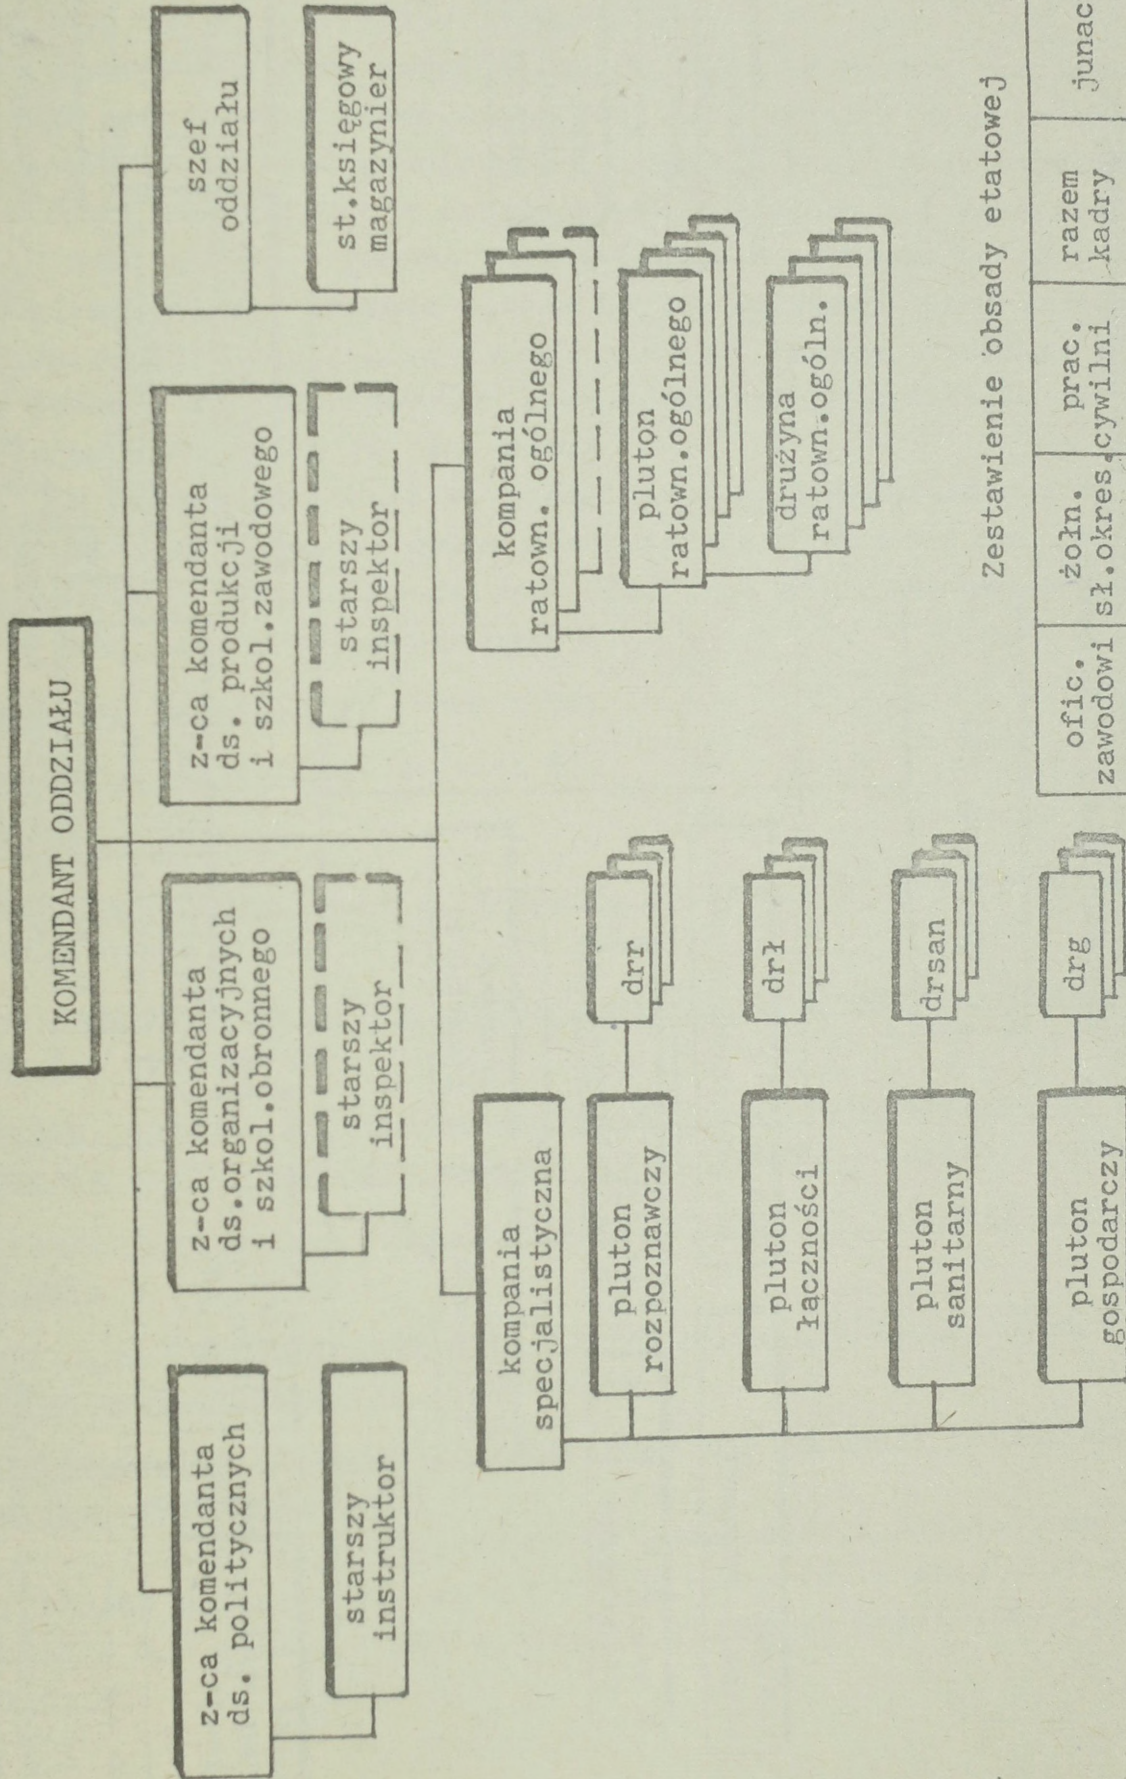 KOMENDANT ODDZIAŁU
z-ca komendanta
ds. politycznych
starszy
instruktor
z-ca komendanta
ds.organizacyjnych
i szkol.obronnego
starszy
inspektor
z-ca komendanta
ds. produkcji
i szkol.zawodowego
starszy
inspektor
szef
oddziału
st.księgowy
magazynier
kompania
specjalistyczna
pluton
rozpoznawczy
drr
pluton
łączności
drł
pluton
sanitarny
drsan
pluton
gospodarczy
drg
kompania
ratown. ogólnego
pluton
ratown.ogólnego
drużyna
ratown.ogóln.
Zestawienie obsady etatowej
ofic.
zawodowi
żołn.
sł.okres.
prac.
cywilni
razem
kadry
junac